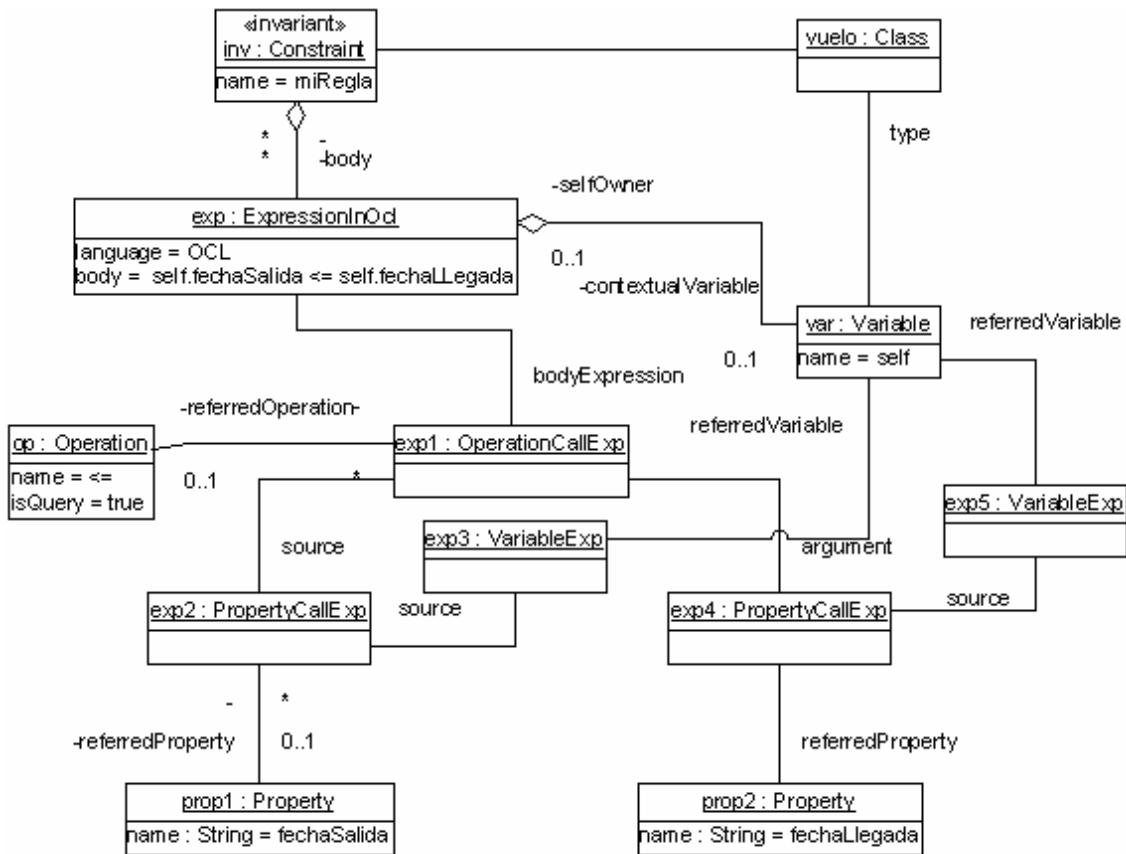 «invariant»
inv : Constraint
name = miRegla
vuelo : Class
type
*
-
*
-body
-selfOwner
exp : ExpressionInOcl
language = OCL
body = self.fechaSalida <= self.fechaLLegada
0..1
-contextualVariable
var : Variable
name = self
referredVariable
0..1
bodyExpression
-referredOperation-
referredVariable
op : Operation
name = <=
isQuery = true
0..1
*
exp1 : OperationCallExp
exp5 : VariableExp
exp3 : VariableExp
source
argument
exp2 : PropertyCallExp
source
exp4 : PropertyCallExp
source
-
*
-referredProperty
0..1
referredProperty
prop1 : Property
name : String = fechaSalida
prop2 : Property
name : String = fechaLlegada